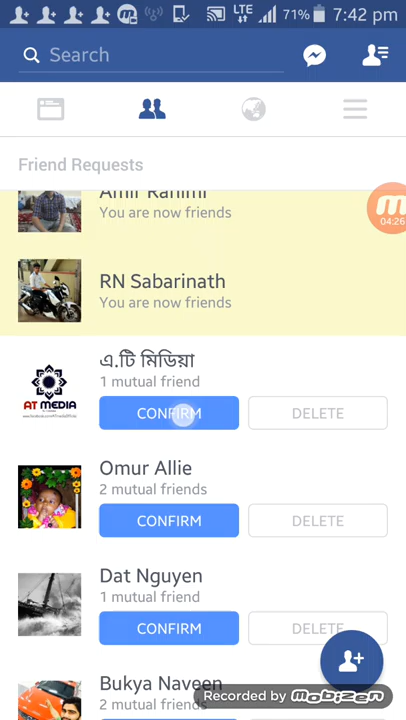 LTE 71% 7:42 pm
Search
Friend Requests
Amir Rahimi
You are now friends
04:26
RN Sabarinath
You are now friends
এ.টি মিডিয়া
1 mutual friend
AT MEDIA
CONFIRM DELETE
Omur Allie
2 mutual friends
CONFIRM DELETE
Dat Nguyen
1 mutual friend
CONFIRM DELETE
Bukya Naveen
2 mutual friends
Recorded by mobizen